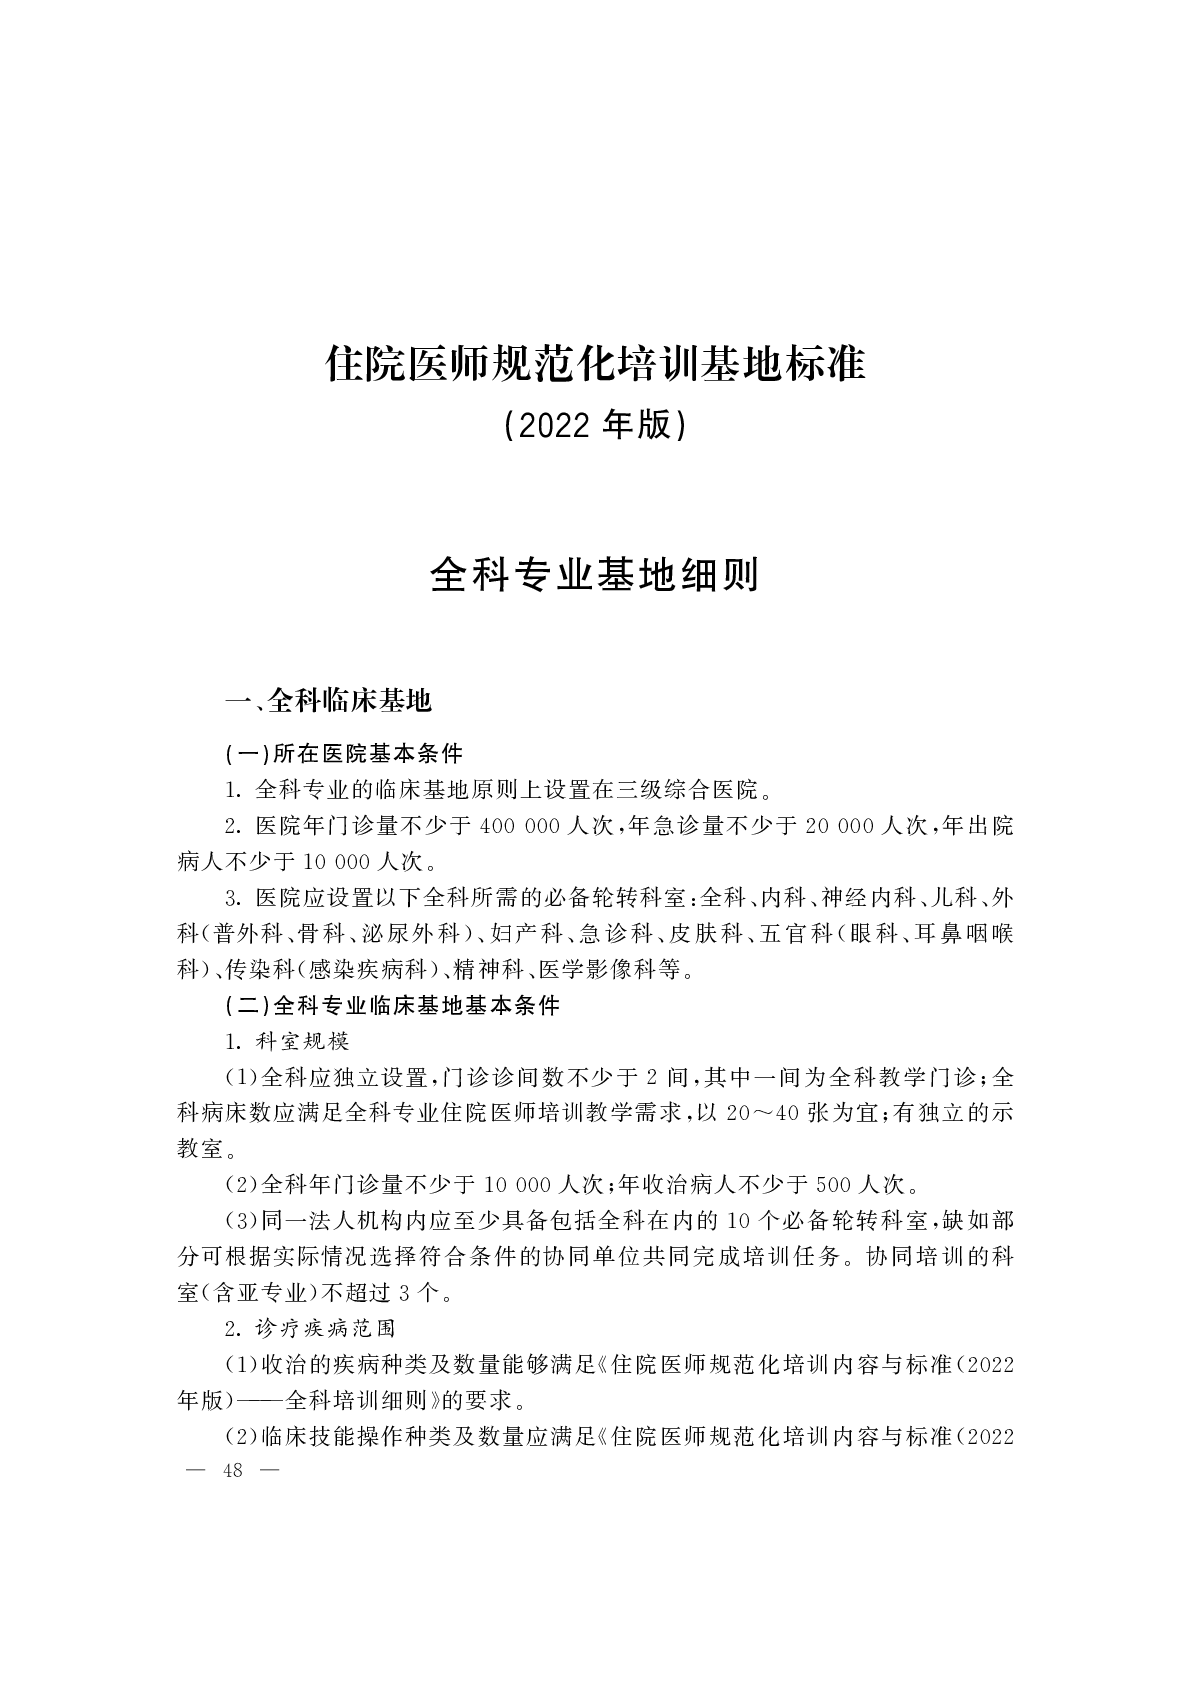 住院医师规范化培训基地标准
(2022 年版)
全科专业基地细则
一、全科临床基地
(一)所在医院基本条件
1. 全科专业的临床基地原则上设置在三级综合医院。
2. 医院年门诊量不少于 400 000 人次,年急诊量不少于 20 000 人次,年出院
病人不少于 10 000 人次。
3. 医院应设置以下全科所需的必备轮转科室:全科、内科、神经内科、儿科、外
科(普外科、骨科、泌尿外科)、妇产科、急诊科、皮肤科、五官科(眼科、耳鼻咽喉
科)、传染科(感染疾病科)、精神科、医学影像科等。
(二)全科专业临床基地基本条件
1. 科室规模
(1)全科应独立设置,门诊诊间数不少于 2 间,其中一间为全科教学门诊;全
科病床数应满足全科专业住院医师培训教学需求,以 20～40 张为宜;有独立的示
教室。
(2)全科年门诊量不少于 10 000 人次;年收治病人不少于 500 人次。
(3)同一法人机构内应至少具备包括全科在内的 10 个必备轮转科室,缺如部
分可根据实际情况选择符合条件的协同单位共同完成培训任务。协同培训的科
室(含亚专业)不超过 3 个。
2. 诊疗疾病范围
(1)收治的疾病种类及数量能够满足《住院医师规范化培训内容与标准(2022
年版)——全科培训细则》的要求。
(2)临床技能操作种类及数量应满足《住院医师规范化培训内容与标准(2022
— 48 —